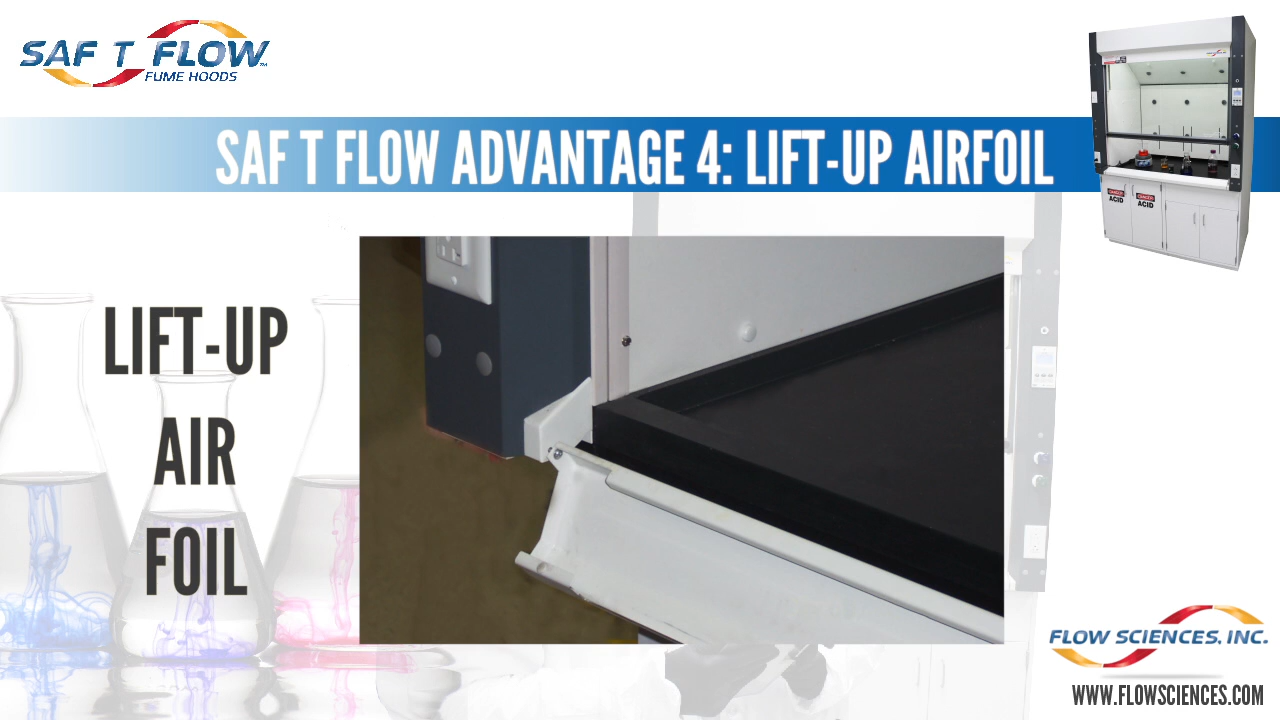 SAF T FLOW™
FUME HOODS
SAF T FLOW ADVANTAGE 4: LIFT-UP AIRFOIL
ACID
ACID
LIFT-UP
AIR
FOIL
FLOW SCIENCES, INC.
WWW.FLOWSCIENCES.COM